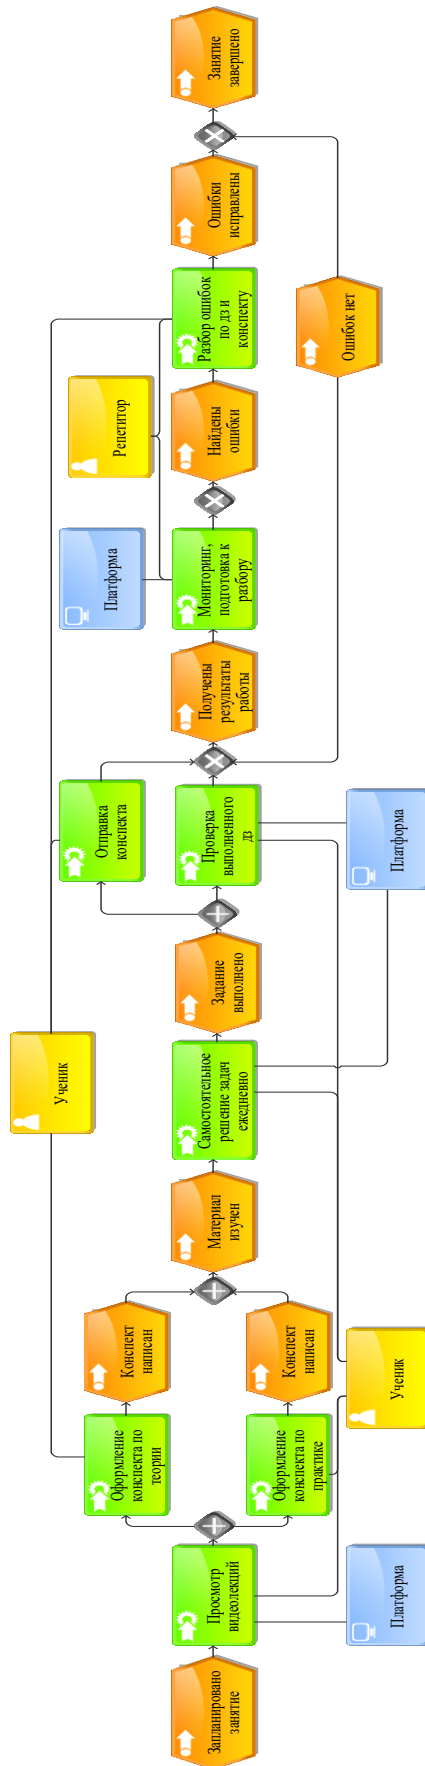 Запланировано
занятие
Просмотр
видеолекций
Платформа
Оформление
конспекта по
теории
Оформление
конспекта по
практике
Конспект
написан
Конспект
написан
Ученик
Материал
изучен
Самостоятельное
решение задач
ежедневно
Ученик
Задание
выполнено
Отправка
конспекта
Проверка
выполненного
дз
Платформа
Получены
результаты
работы
Платформа
Мониторинг,
подготовка к
разбору
Репетитор
Найдены
ошибки
Разбор ошибок
по дз и
конспекту
Ошибок нет
Ошибки
исправлены
Занятие
завершено